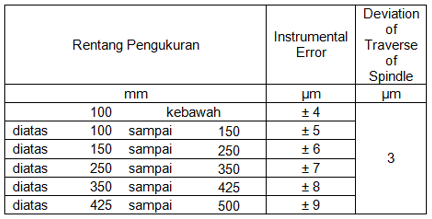 Rentang Pengukuran
Instrumental
Error
Deviation
of
Traverse
of
Spindle
mm µm µm
100 kebawah ± 4
diatas 100 sampai 150 ± 5
diatas 150 sampai 250 ± 6
diatas 250 sampai 350 ± 7
diatas 350 sampai 425 ± 8
diatas 425 sampai 500 ± 9
3